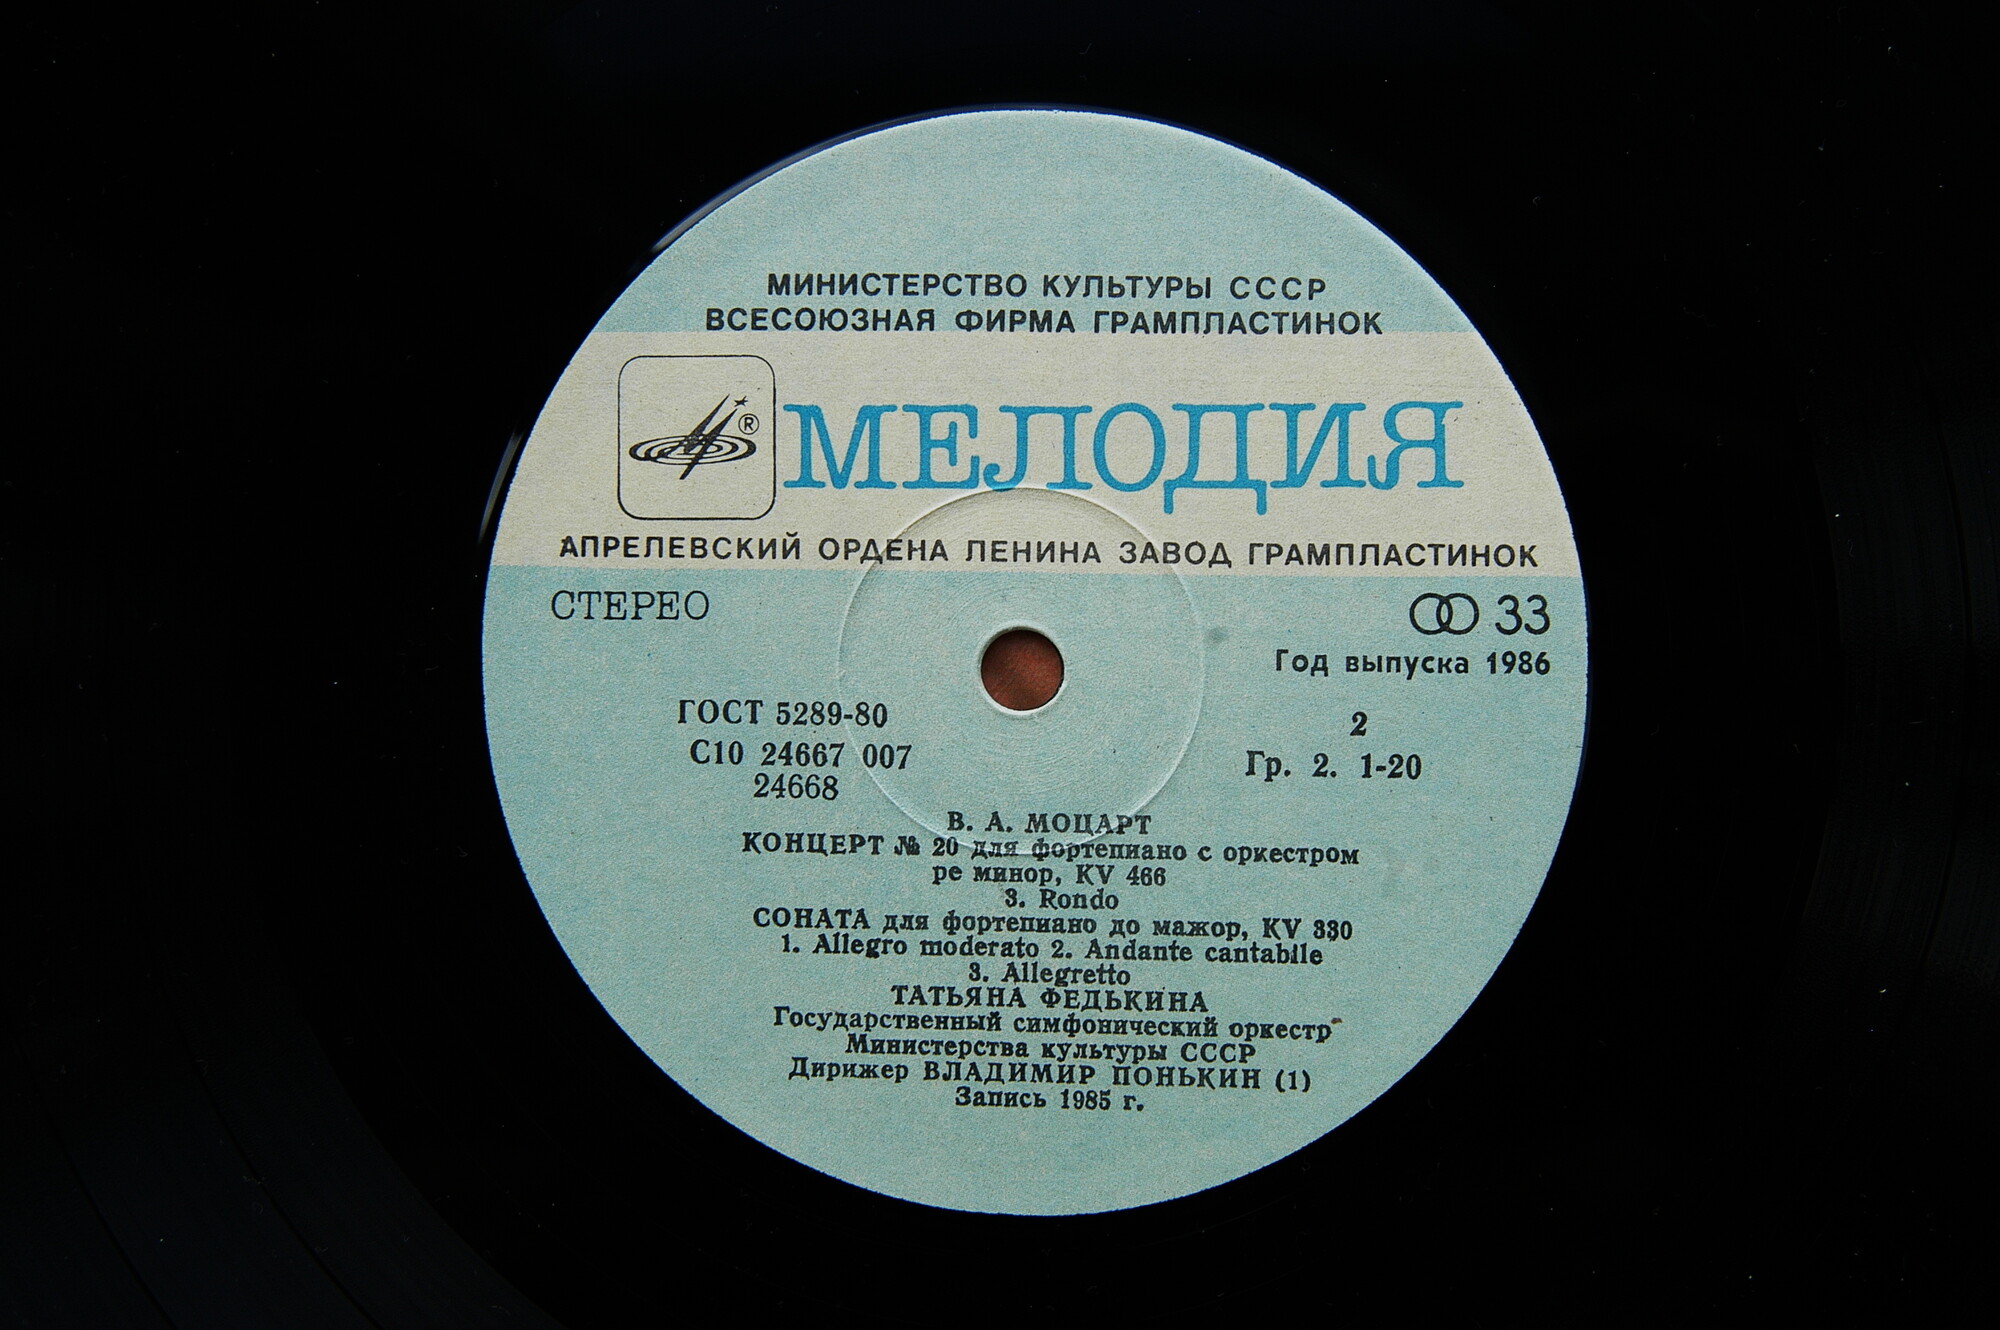 МИНИСТЕРСТВО КУЛЬТУРЫ СССР
ВСЕСОЮЗНАЯ ФИРМА ГРАМПЛАСТИНОК
® МЕЛОДИЯ
АПРЕЛЕВСКИЙ ОРДЕНА ЛЕНИНА ЗАВОД ГРАМПЛАСТИНОК
СТЕРЕО
33
Год выпуска 1986
ГОСТ 5289-80
2
С10 24667 007
Гр. 2. 1-20
24668
В. А. МОЦАРТ
КОНЦЕРТ № 20 для фортепиано с оркестром
ре минор, KV 466
3. Rondo
СОНАТА для фортепиано до мажор, KV 330
1. Allegro moderato 2. Andante cantabile
3. Allegretto
ТАТЬЯНА ФЕДЬКИНА
Государственный симфонический оркестр
Министерства культуры СССР
Дирижер ВЛАДИМИР ПОНЬКИН (1)
Запись 1985 г.